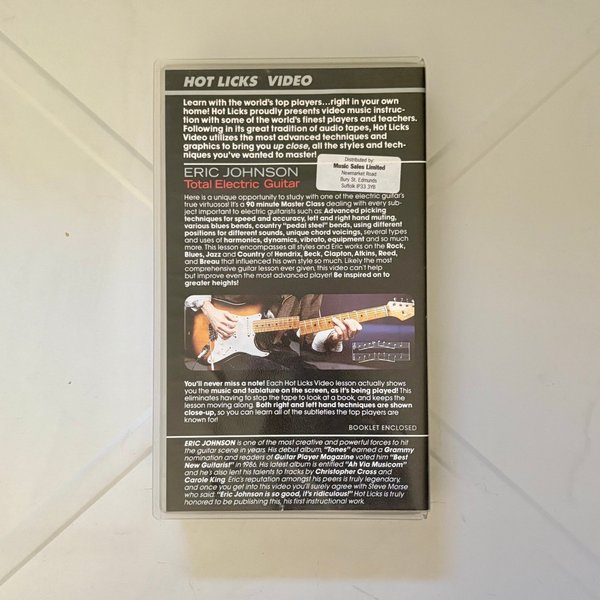 HOT LICKS VIDEO
Learn with the world's top players...right in your own
home! Hot Licks proudly presents video music instruc-
tion with some of the world's finest players and teachers.
Following in its great tradition of audio tapes, Hot Licks
Video utilizes the most advanced techniques and
graphics to bring you up close, all the styles and tech-
niques you've wanted to master!
Distributed by:
Music Sales Limited
Newmarket Road
Bury St. Edmunds
Suffolk IP33 3YB
ERIC JOHNSON
Total Electric Guitar
Here is a unique opportunity to study with one of the electric guitar's
true virtuosos! It's a 90 minute Master Class dealing with every sub-
ject important to electric guitarists such as: Advanced picking
techniques for speed and accuracy, left and right hand muting,
various blues bends, country "pedal steel" bends, using different
positions for different sounds, unique chord voicings, several types
and uses of harmonics, dynamics, vibrato, equipment and so much
more. This lesson encompasses all styles and Eric works on the Rock,
Blues, Jazz and Country of Hendrix, Beck, Clapton, Atkins, Reed,
and Breau that influenced his own style so much. Likely the most
comprehensive guitar lesson ever given, this video can't help
but improve even the most advanced player! Be inspired on to
greater heights!
You'll never miss a note! Each Hot Licks Video lesson actually shows
you the music and tablature on the screen, as it's being played! This
eliminates having to stop the tape to look at a book, and keeps the
lesson moving along. Both right and left hand techniques are shown
close-up, so you can learn all of the subtleties the top players are
known for!
BOOKLET ENCLOSED
ERIC JOHNSON is one of the most creative and powerful forces to hit
the guitar scene in years. His debut album, "Tones" earned a Grammy
nomination and readers of Guitar Player Magazine voted him "Best
New Guitarist" in 1986. His latest album is entitled "Ah Via Musicom"
and he's also lent his talents to tracks by Christopher Cross and
Carole King. Eric's reputation amongst his peers is truly legendary,
and once you get into this video you'll surely agree with Steve Morse
who said: "Eric Johnson is so good, it's ridiculous!" Hot Licks is truly
honored to be publishing this, his first instructional work.